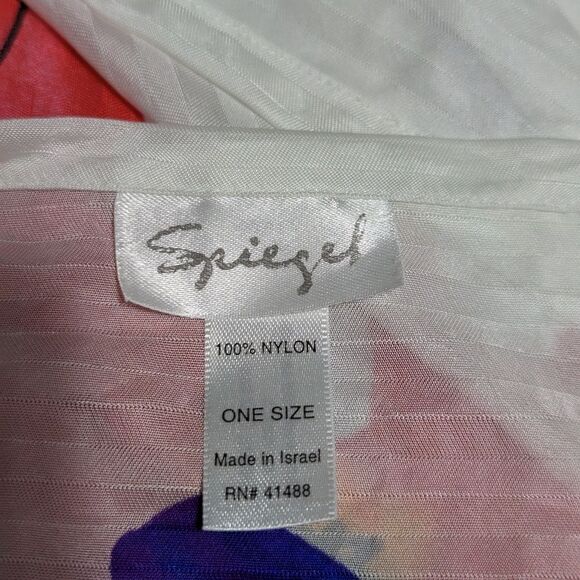 Spiegel
100% NYLON
ONE SIZE
Made in Israel
RN# 41488